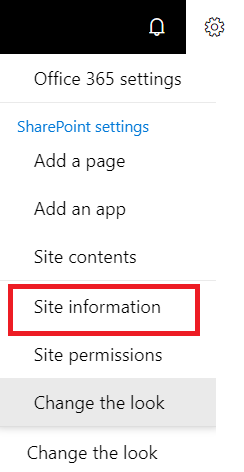 Office 365 settings
SharePoint settings
Add a page
Add an app
Site contents
Site information
Site permissions
Change the look
Change the look